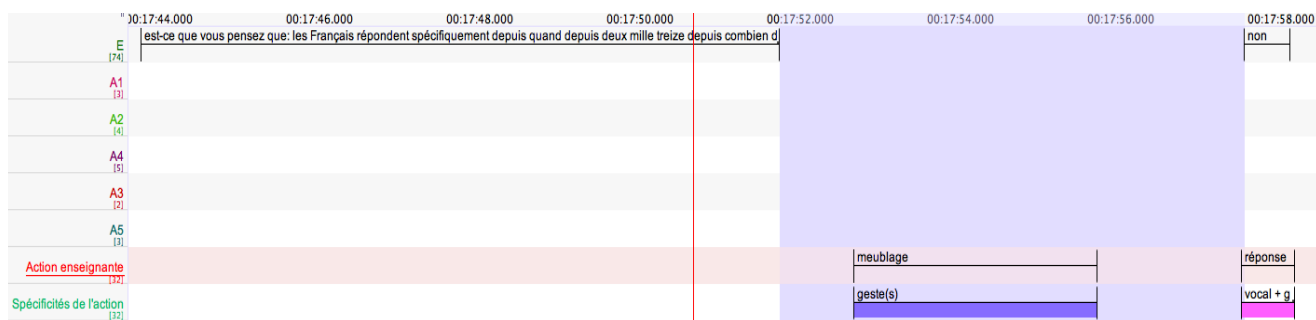 00:17:44.000 00:17:46.000 00:17:48.000 00:17:50.000 00:17:52.000 00:17:54.000 00:17:56.000 00:17:58.000
E est-ce que vous pensez que: les Français répondent spécifiquement depuis quand depuis deux mille treize depuis combien d non
[74]
A1
[3]
A2
[4]
A4
[5]
A3
[2]
A5
[3]
Action enseignante meublage réponse
[32]
Spécificités de l'action geste(s) vocal + g
[32]